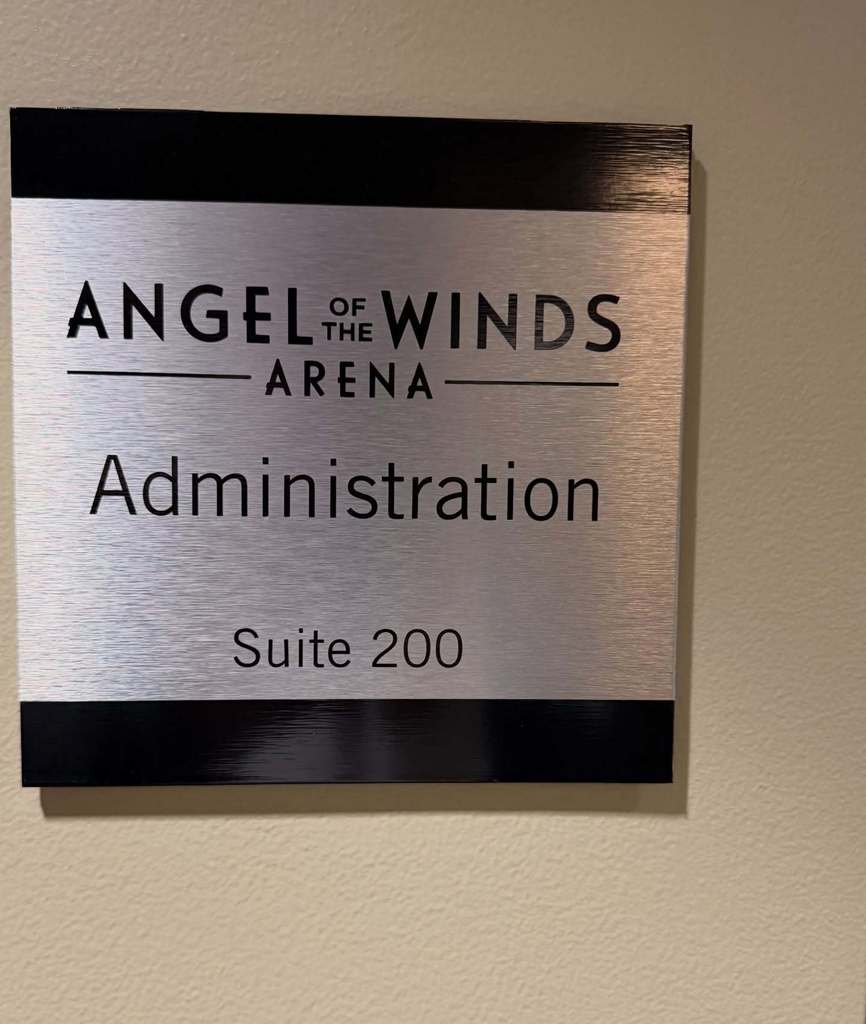 ANGEL OF THE WINDS
ARENA
Administration
Suite 200